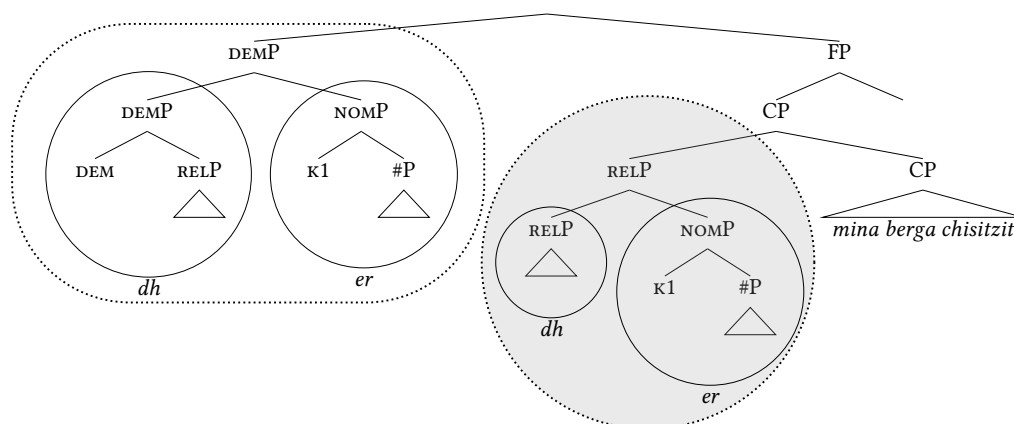 DEMP FP
DEMP NOMP CP
DEM RELP K1 #P RELP CP
RELP NOMP mina berga chisitzit
dh er K1 #P
dh
er